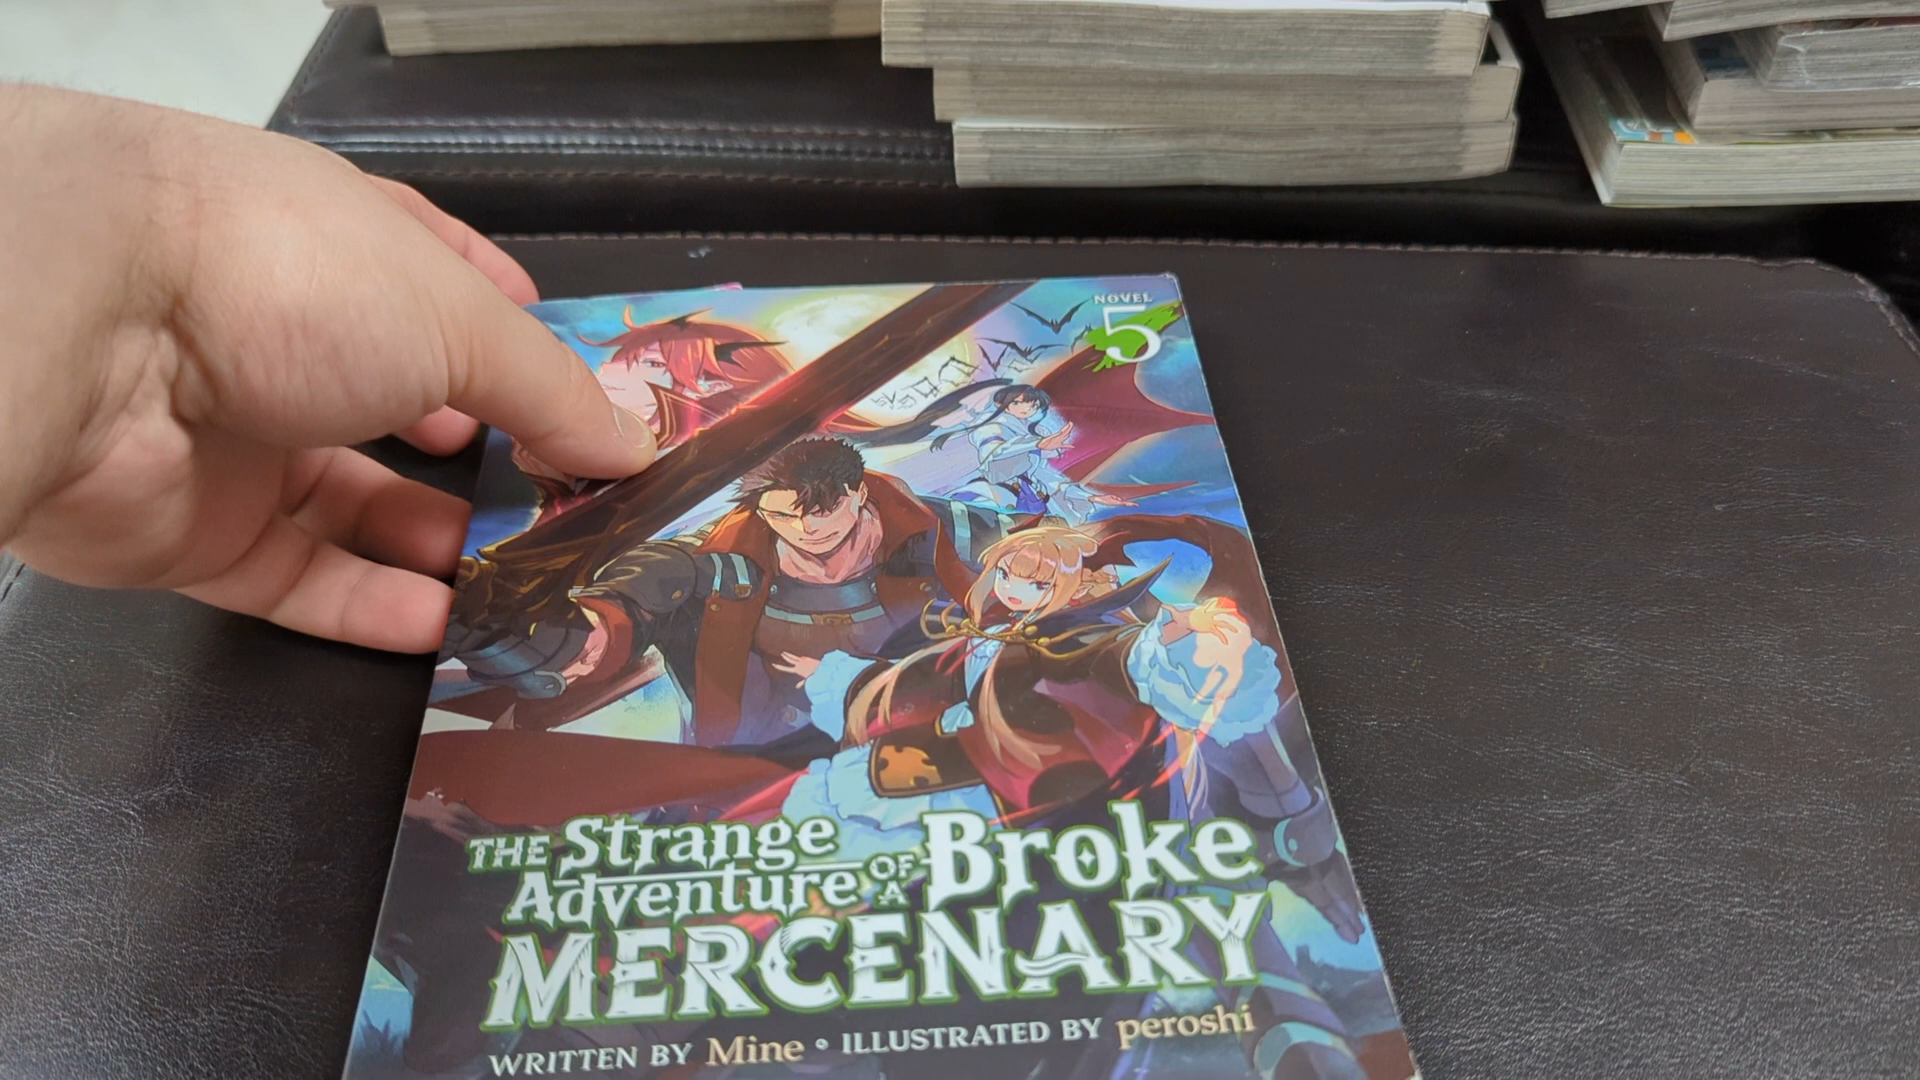 NOVEL
5
THE Strange
Adventure OF A Broke
MERCENARY
WRITTEN BY Mine • ILLUSTRATED BY peroshi